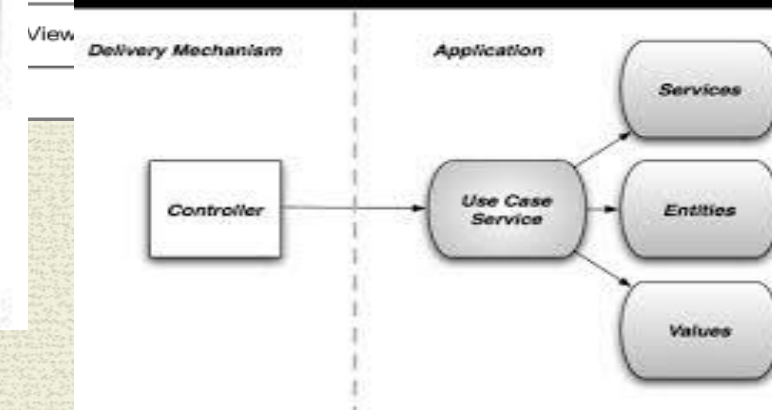 View
Delivery Mechanism
Application
Services
Controller
Use Case
Service
Entities
Values